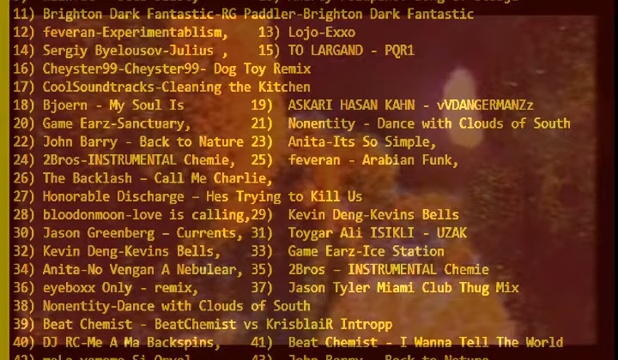 11) Brighton Dark Fantastic-RG Paddler-Brighton Dark Fantastic
12) feveran-Experimentablism, 13) Lojo-Exxo
14) Sergiy Byelousov-Julius , 15) TO LARGAND - PQR1
16) Cheyster99-Cheyster99- Dog Toy Remix
17) CoolSoundtracks-Cleaning the Kitchen
18) Bjoern - My Soul Is 19) ASKARI HASAN KAHN - vVDANGERMANZz
20) Game Earz-Sanctuary, 21) Nonentity - Dance with Clouds of South
22) John Barry - Back to Nature 23) Anita-Its So Simple,
24) 2Bros-INSTRUMENTAL Chemie, 25) feveran - Arabian Funk,
26) The Backlash – Call Me Charlie,
27) Honorable Discharge – Hes Trying to Kill Us
28) bloodonmoon-love is calling,29) Kevin Deng-Kevins Bells
30) Jason Greenberg – Currents, 31) Toygar Ali ISIKLI - UZAK
32) Kevin Deng-Kevins Bells, 33) Game Earz-Ice Station
34) Anita-No Vengan A Nebulear, 35) 2Bros – INSTRUMENTAL Chemie
36) eyeboxx Only - remix, 37) Jason Tyler Miami Club Thug Mix
38) Nonentity-Dance with Clouds of South
39) Beat Chemist - BeatChemist vs KrisblaiR Intropp
40) DJ RC-Me A Ma Backspins, 41) Beat Chemist - I Wanna Tell The World
43) John Barry - Back to Nature